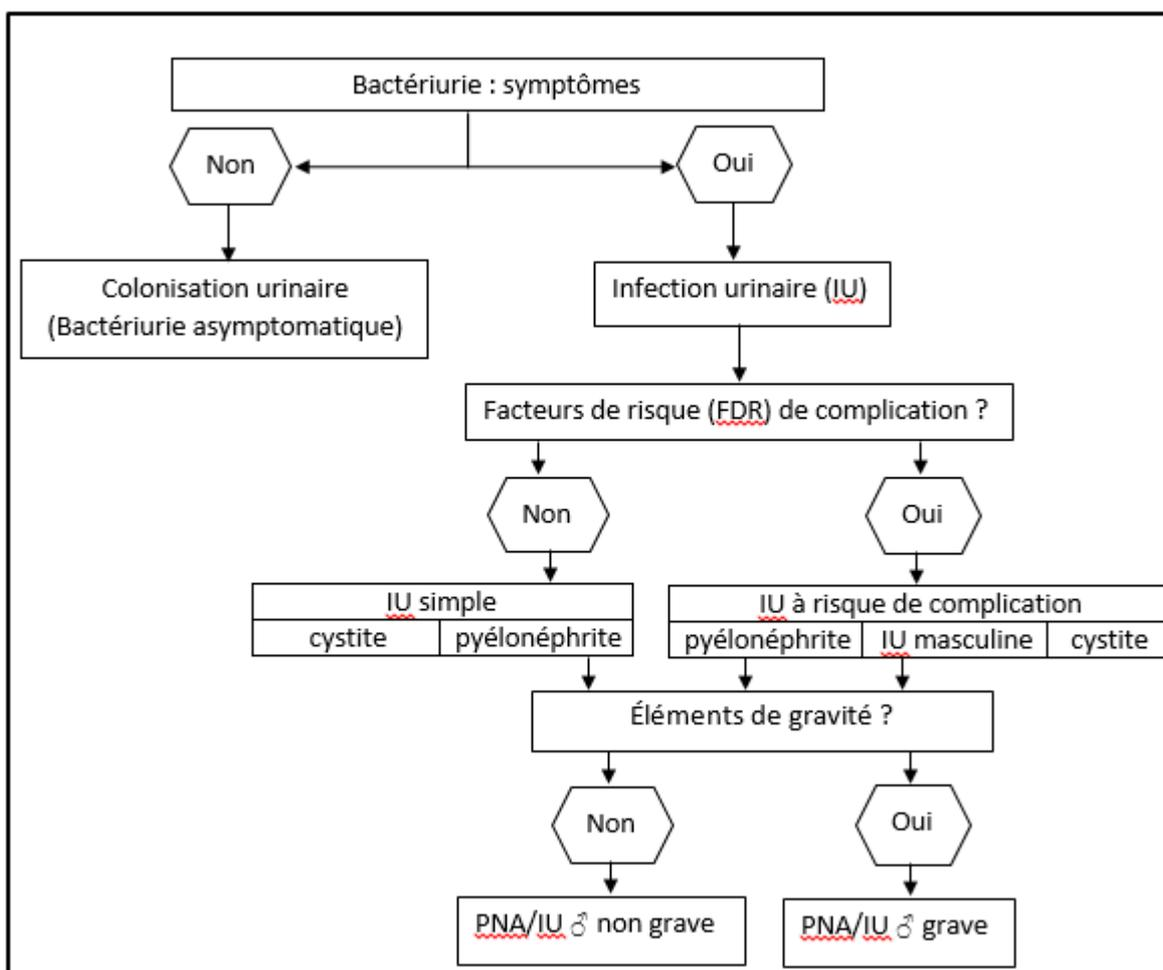 Bactériurie : symptômes
Non
Oui
Colonisation urinaire
(Bactériurie asymptomatique)
Infection urinaire (IU)
Facteurs de risque (FDR) de complication ?
Non
Oui
IU simple
cystite
pyélonéphrite
IU à risque de complication
pyélonéphrite
IU masculine
cystite
Éléments de gravité ?
Non
Oui
PNA/IU ♂ non grave
PNA/IU ♂ grave